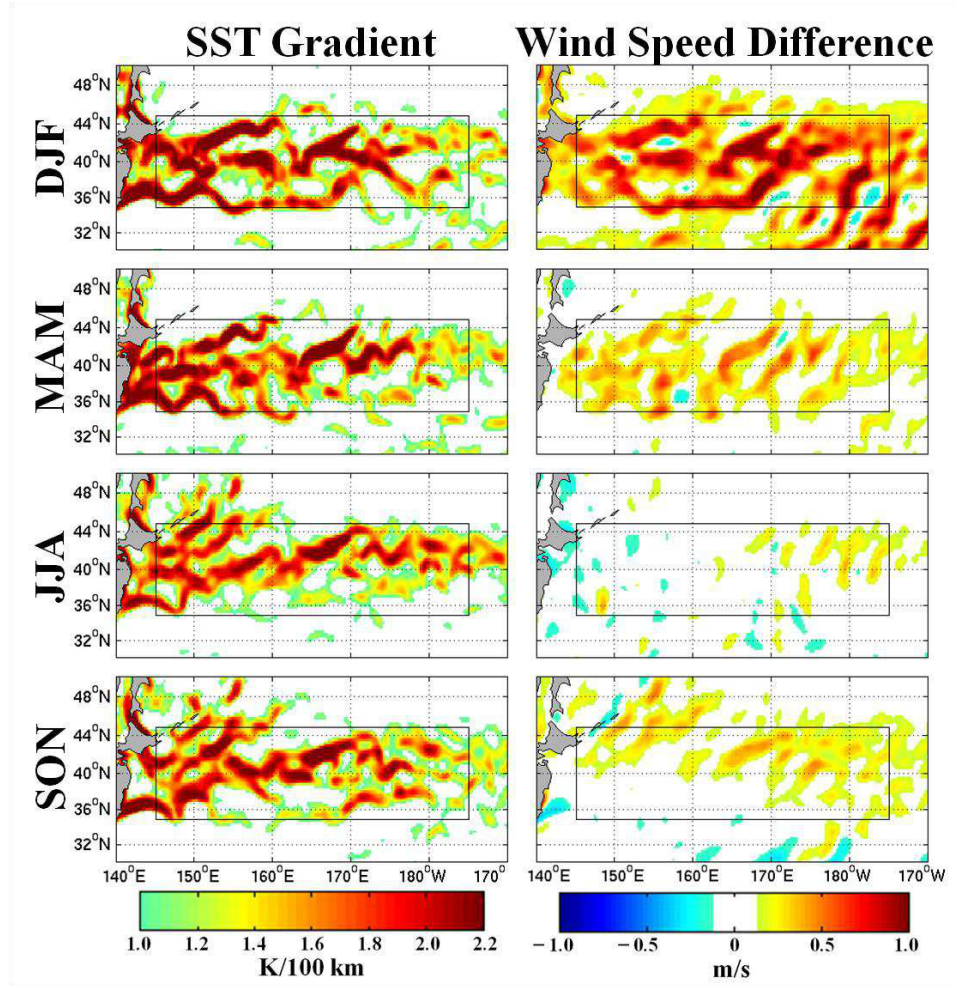 SST Gradient Wind Speed Difference
DJF
48°N
44°N
40°N
36°N
32°N
MAM
48°N
44°N
40°N
36°N
32°N
JJA
48°N
44°N
40°N
36°N
32°N
SON
48°N
44°N
40°N
36°N
32°N
140°E 150°E 160°E 170°E 180°W 170°W 140°E 150°E 160°E 170°E 180°W 170°W
1.0 1.2 1.4 1.6 1.8 2.0 2.2
K/100 km
−1.0 −0.5 0 0.5 1.0
m/s